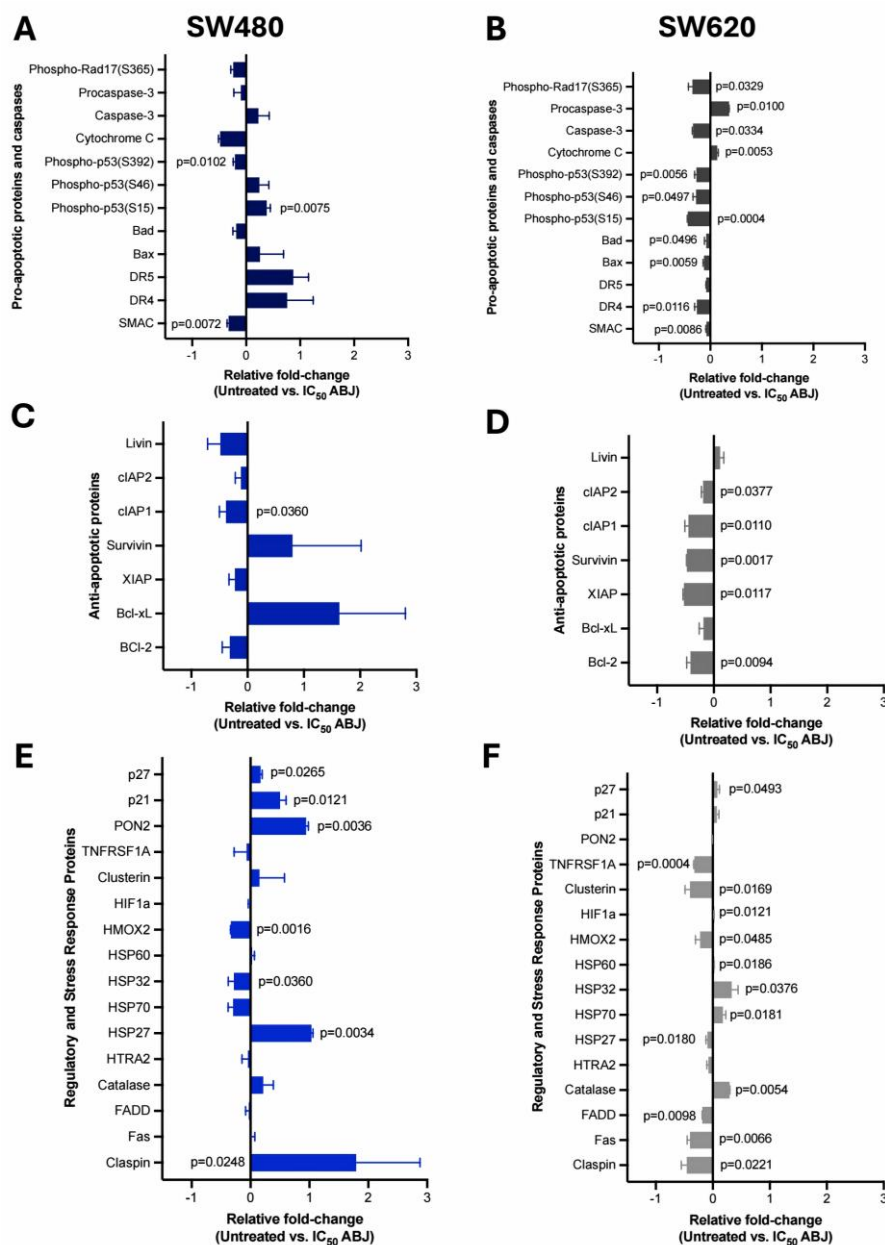 A
SW480
Pro-apoptotic proteins and caspases
Phospho-Rad17(S365)
Procaspase-3
Caspase-3
Cytochrome C
Phospho-p53(S392) p=0.0102
Phospho-p53(S46)
Phospho-p53(S15) p=0.0075
Bad
Bax
DR5
DR4
SMAC p=0.0072
-1 0 1 2 3
Relative fold-change
(Untreated vs. IC50 ABJ)
B
SW620
Pro-apoptotic proteins and caspases
Phospho-Rad17(S365) p=0.0329
Procaspase-3 p=0.0100
Caspase-3 p=0.0334
Cytochrome C p=0.0053
Phospho-p53(S392) p=0.0056
Phospho-p53(S46) p=0.0497
Phospho-p53(S15) p=0.0004
Bad p=0.0496
Bax p=0.0059
DR5
DR4 p=0.0116
SMAC p=0.0086
-1 0 1 2 3
Relative fold-change
(Untreated vs. IC50 ABJ)
C
Anti-apoptotic proteins
Livin
cIAP2
cIAP1 p=0.0360
Survivin
XIAP
Bcl-xL
BCl-2
-1 0 1 2 3
Relative fold-change
(Untreated vs. IC50 ABJ)
D
Anti-apoptotic proteins
Livin
cIAP2 p=0.0377
cIAP1 p=0.0110
Survivin p=0.0017
XIAP p=0.0117
Bcl-xL
Bcl-2 p=0.0094
-1 0 1 2 3
Relative fold-change
(Untreated vs. IC50 ABJ)
E
Regulatory and Stress Response Proteins
p27 p=0.0265
p21 p=0.0121
PON2 p=0.0036
TNFRSF1A
Clusterin
HIF1a
HMOX2 p=0.0016
HSP60
HSP32 p=0.0360
HSP70
HSP27 p=0.0034
HTRA2
Catalase
FADD
Fas
Claspin p=0.0248
-1 0 1 2 3
Relative fold-change
(Untreated vs. IC50 ABJ)
F
Regulatory and Stress Response Proteins
p27 p=0.0493
p21
PON2
TNFRSF1A p=0.0004
Clusterin p=0.0169
HIF1a p=0.0121
HMOX2 p=0.0485
HSP60 p=0.0186
HSP32 p=0.0376
HSP70 p=0.0181
HSP27 p=0.0180
HTRA2
Catalase p=0.0054
FADD p=0.0098
Fas p=0.0066
Claspin p=0.0221
-1 0 1 2 3
Relative fold-change
(Untreated vs. IC50 ABJ)